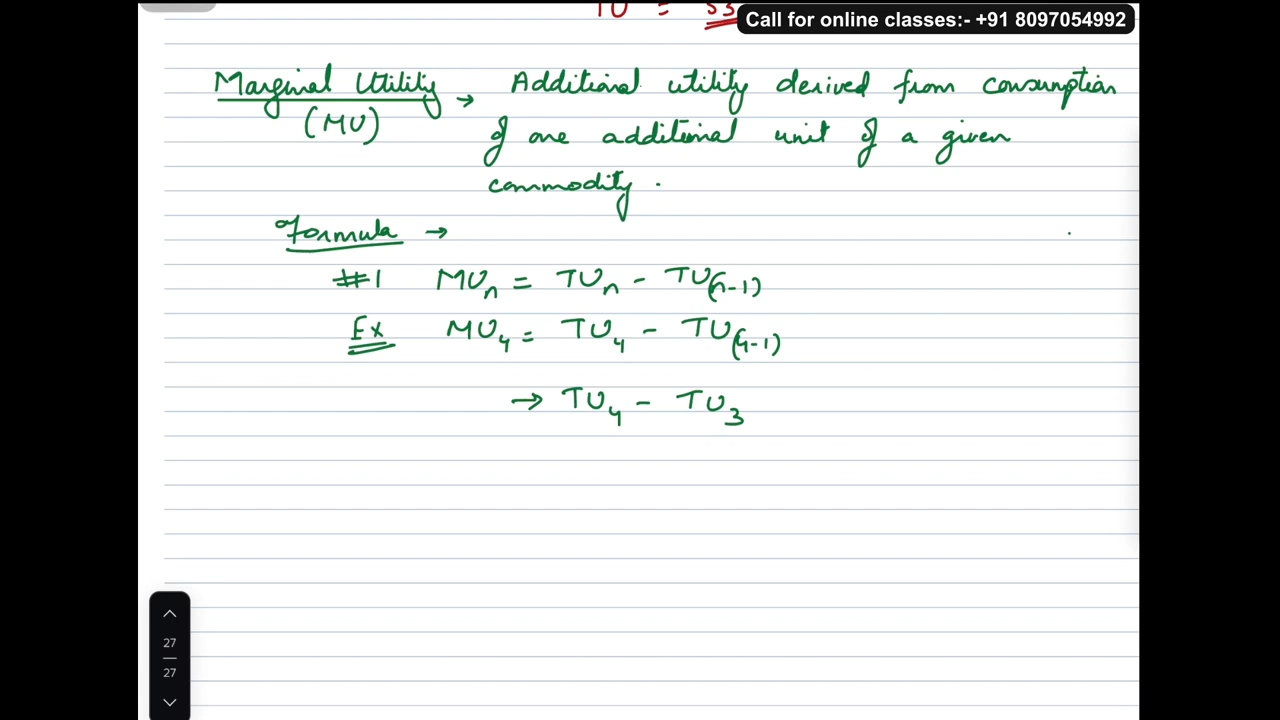 TU =
Call for online classes:- +91 8097054992
Marginal Utility → Additional utility derived from consumption
(MU) of one additional unit of a given
commodity.
Formula →
#1 MUn = TUn - TU(n-1)
Ex MU4 = TU4 - TU(4-1)
→ TU4 - TU3
27
27